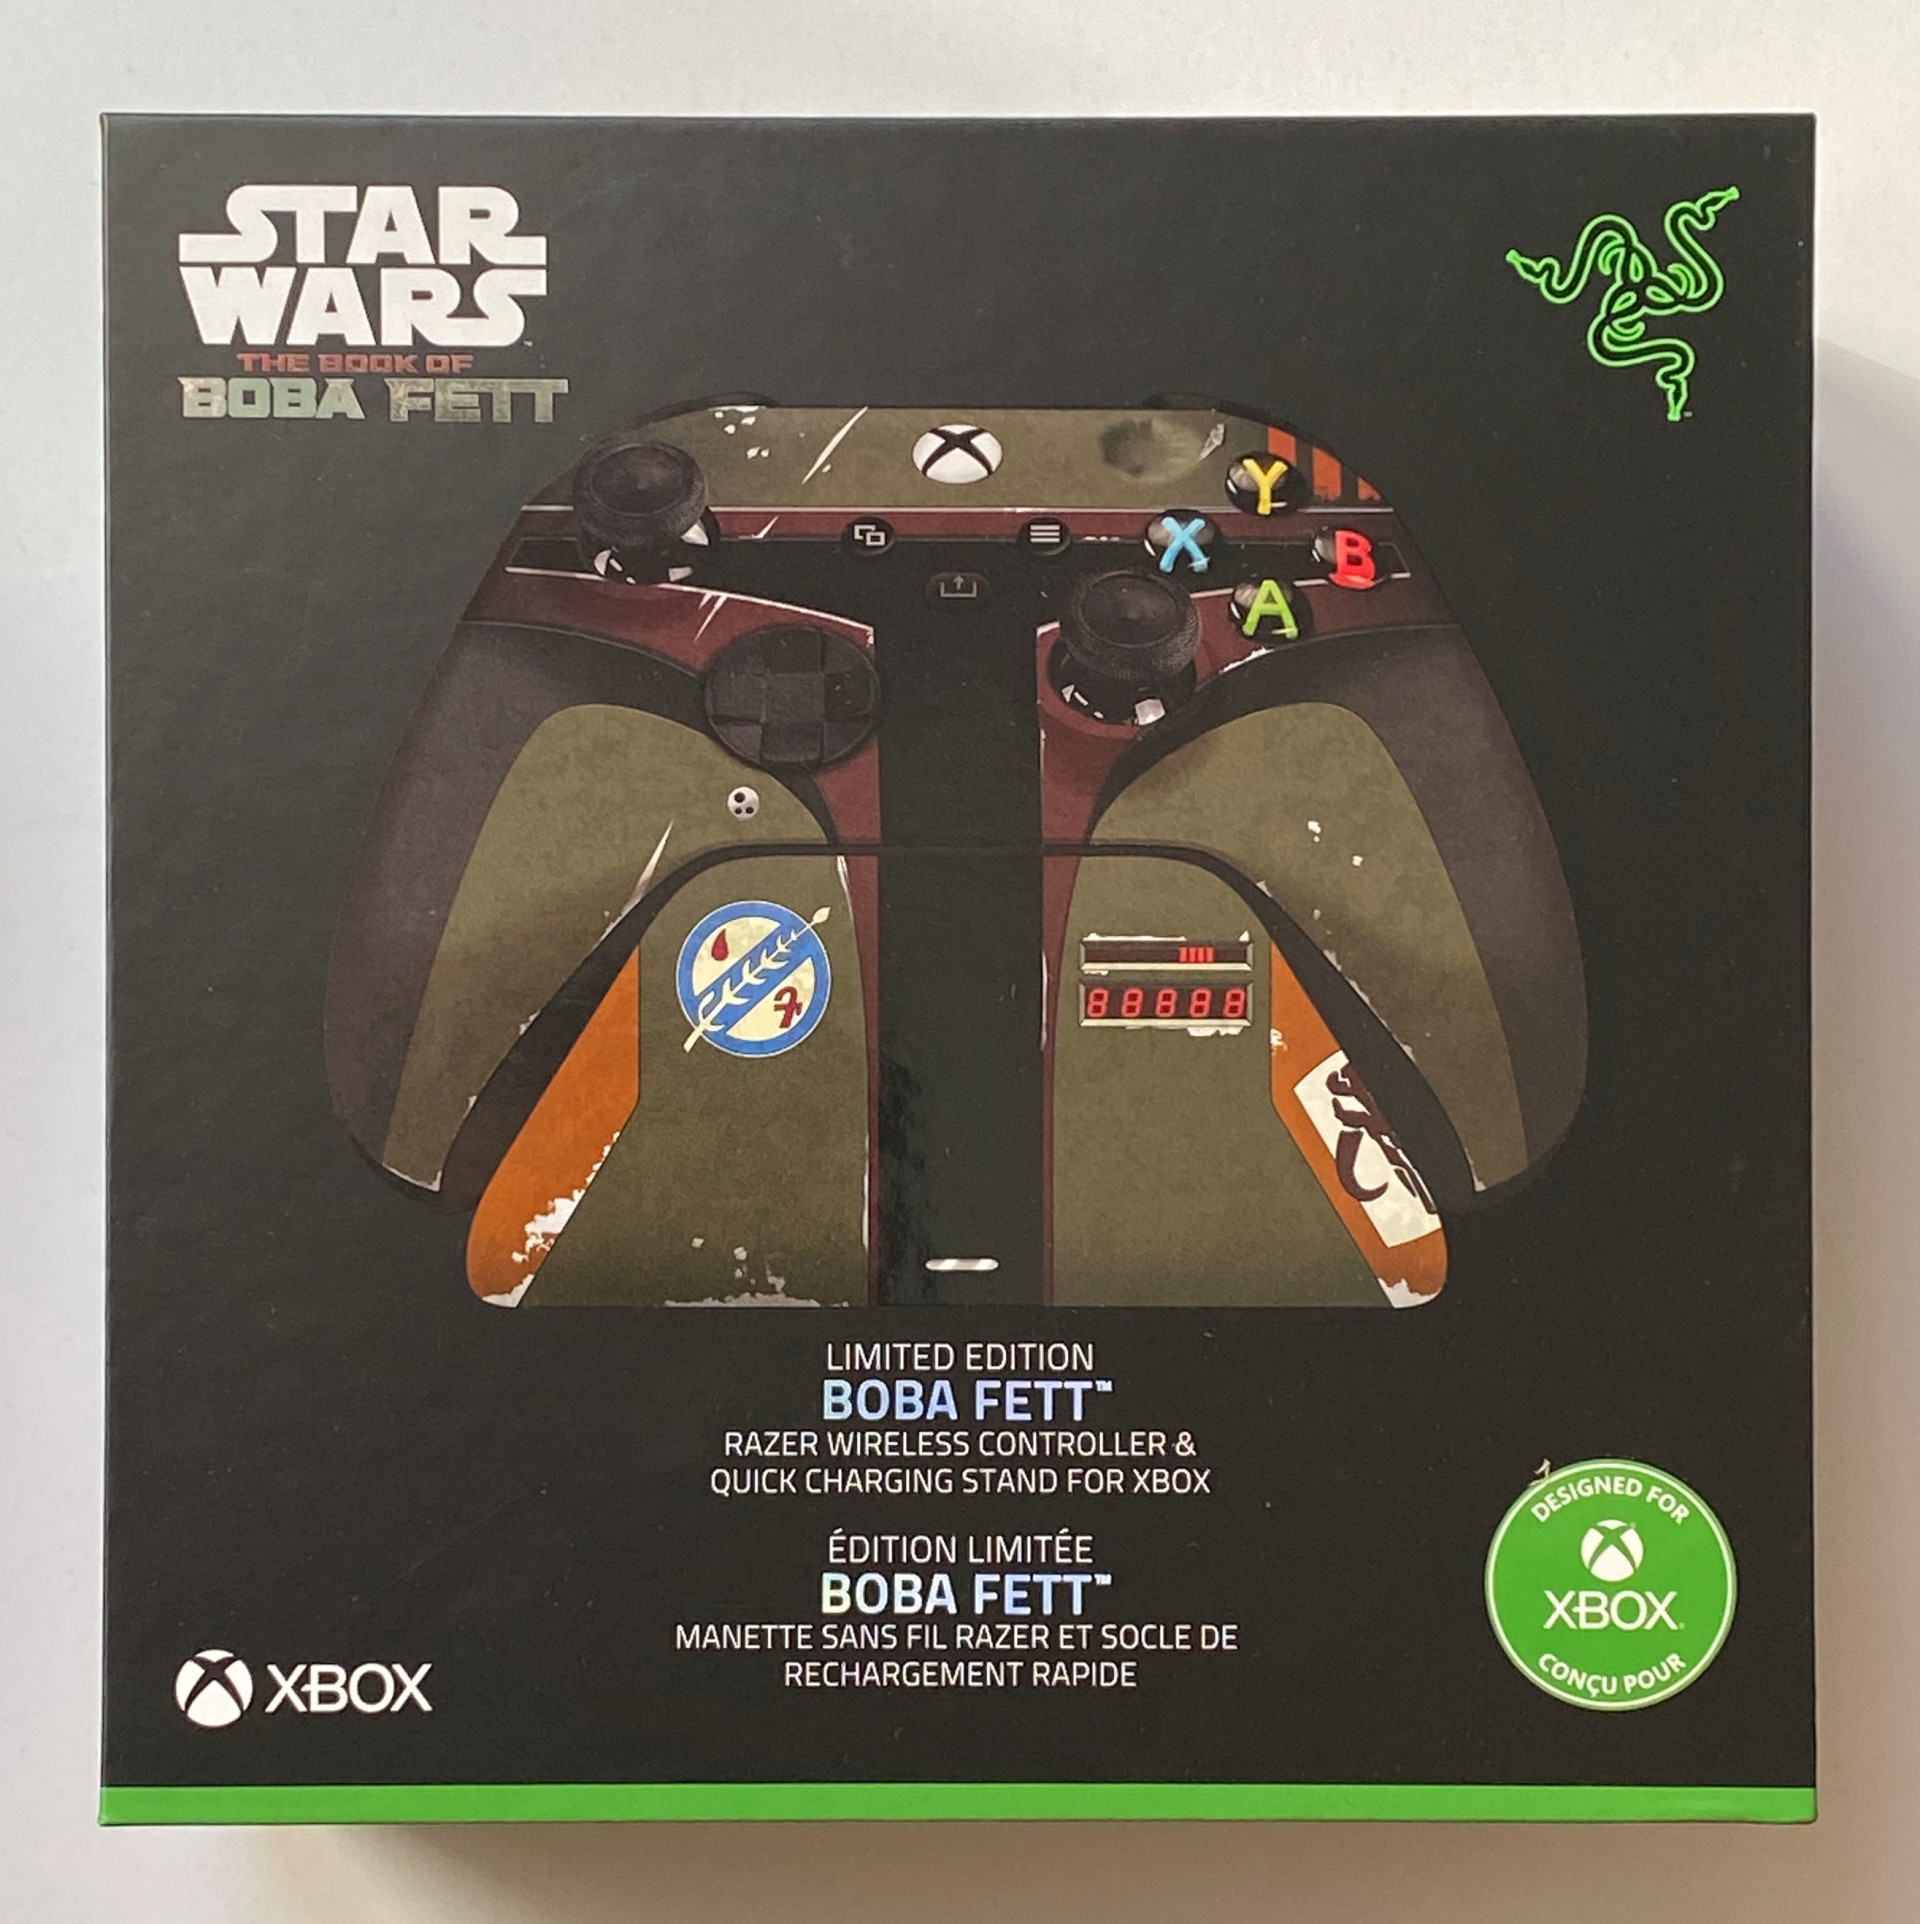 STAR
WARS
THE BOOK OF
BOBA FETT
Y
X
B
A
88888
LIMITED EDITION
BOBA FETT™
RAZER WIRELESS CONTROLLER &
QUICK CHARGING STAND FOR XBOX
ÉDITION LIMITÉE
BOBA FETT™
MANETTE SANS FIL RAZER ET SOCLE DE
RECHARGEMENT RAPIDE
XBOX
DESIGNED FOR
XBOX
CONÇU POUR